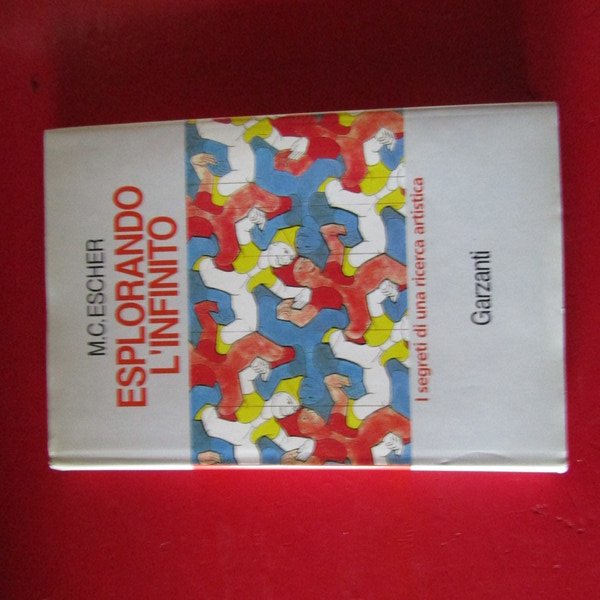 M.C. ESCHER
ESPLORANDO
L'INFINITO
I segreti di una ricerca artistica
Garzanti